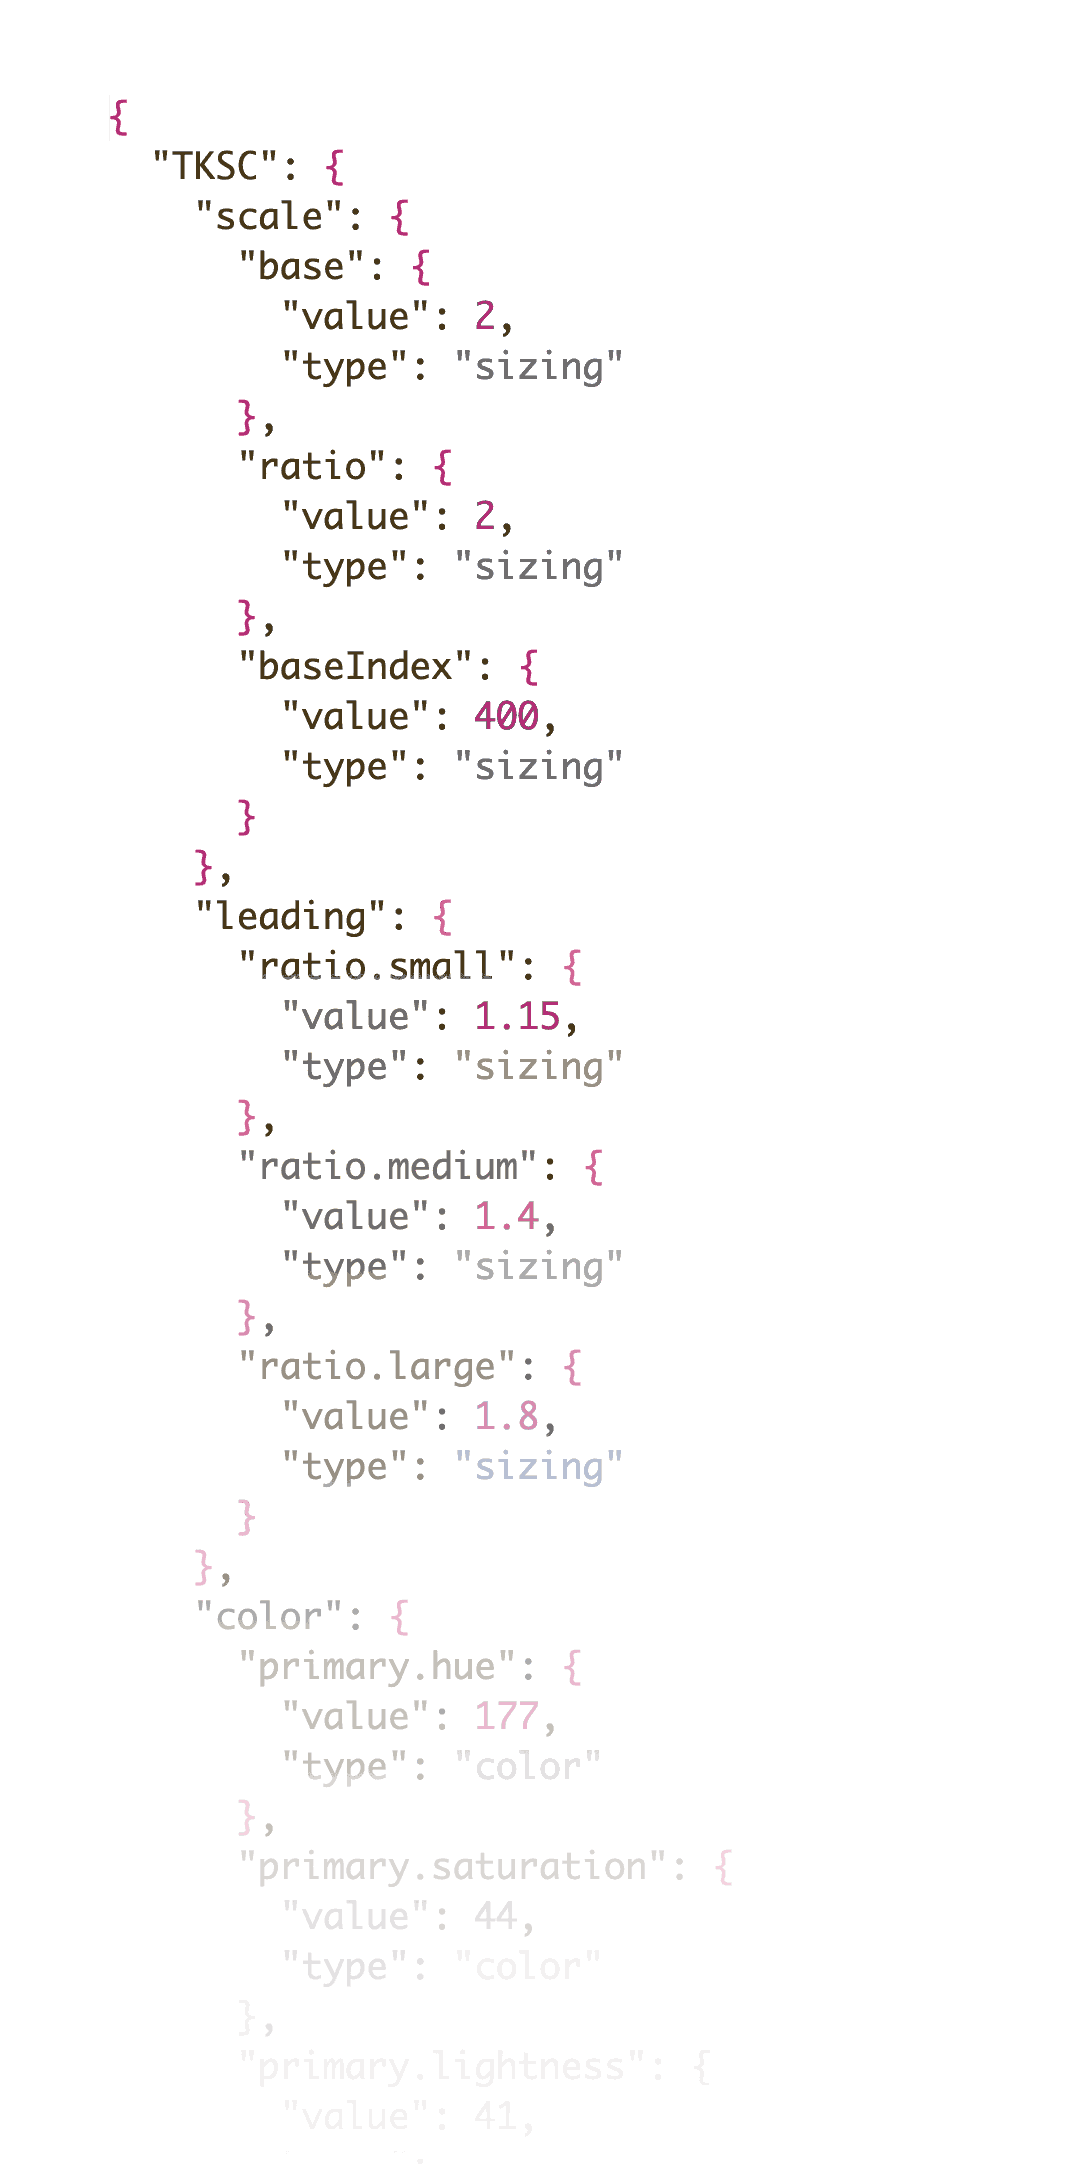 {
  "TKSC": {
    "scale": {
      "base": {
        "value": 2,
        "type": "sizing"
      },
      "ratio": {
        "value": 2,
        "type": "sizing"
      },
      "baseIndex": {
        "value": 400,
        "type": "sizing"
      }
    },
    "leading": {
      "ratio.small": {
        "value": 1.15,
        "type": "sizing"
      },
      "ratio.medium": {
        "value": 1.4,
        "type": "sizing"
      },
      "ratio.large": {
        "value": 1.8,
        "type": "sizing"
      }
    },
    "color": {
      "primary.hue": {
        "value": 177,
        "type": "color"
      },
      "primary.saturation": {
        "value": 44,
        "type": "color"
      },
      "primary.lightness": {
        "value": 41,